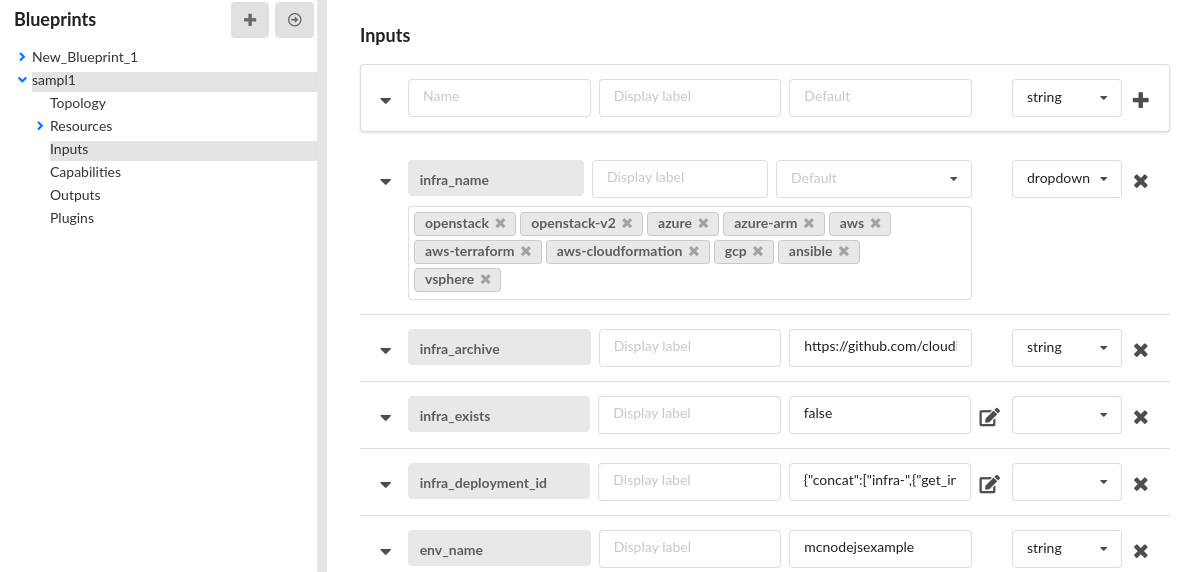 Blueprints
New_Blueprint_1
sampl1
Topology
Resources
Inputs
Capabilities
Outputs
Plugins
Inputs
Name Display label Default string
infra_name Display label Default dropdown
openstack openstack-v2 azure azure-arm aws
aws-terraform aws-cloudformation gcp ansible
vsphere
infra_archive Display label https://github.com/cloud string
infra_exists Display label false
infra_deployment_id Display label {"concat":["infra-",{"get_in
env_name Display label mcnodejsexample string